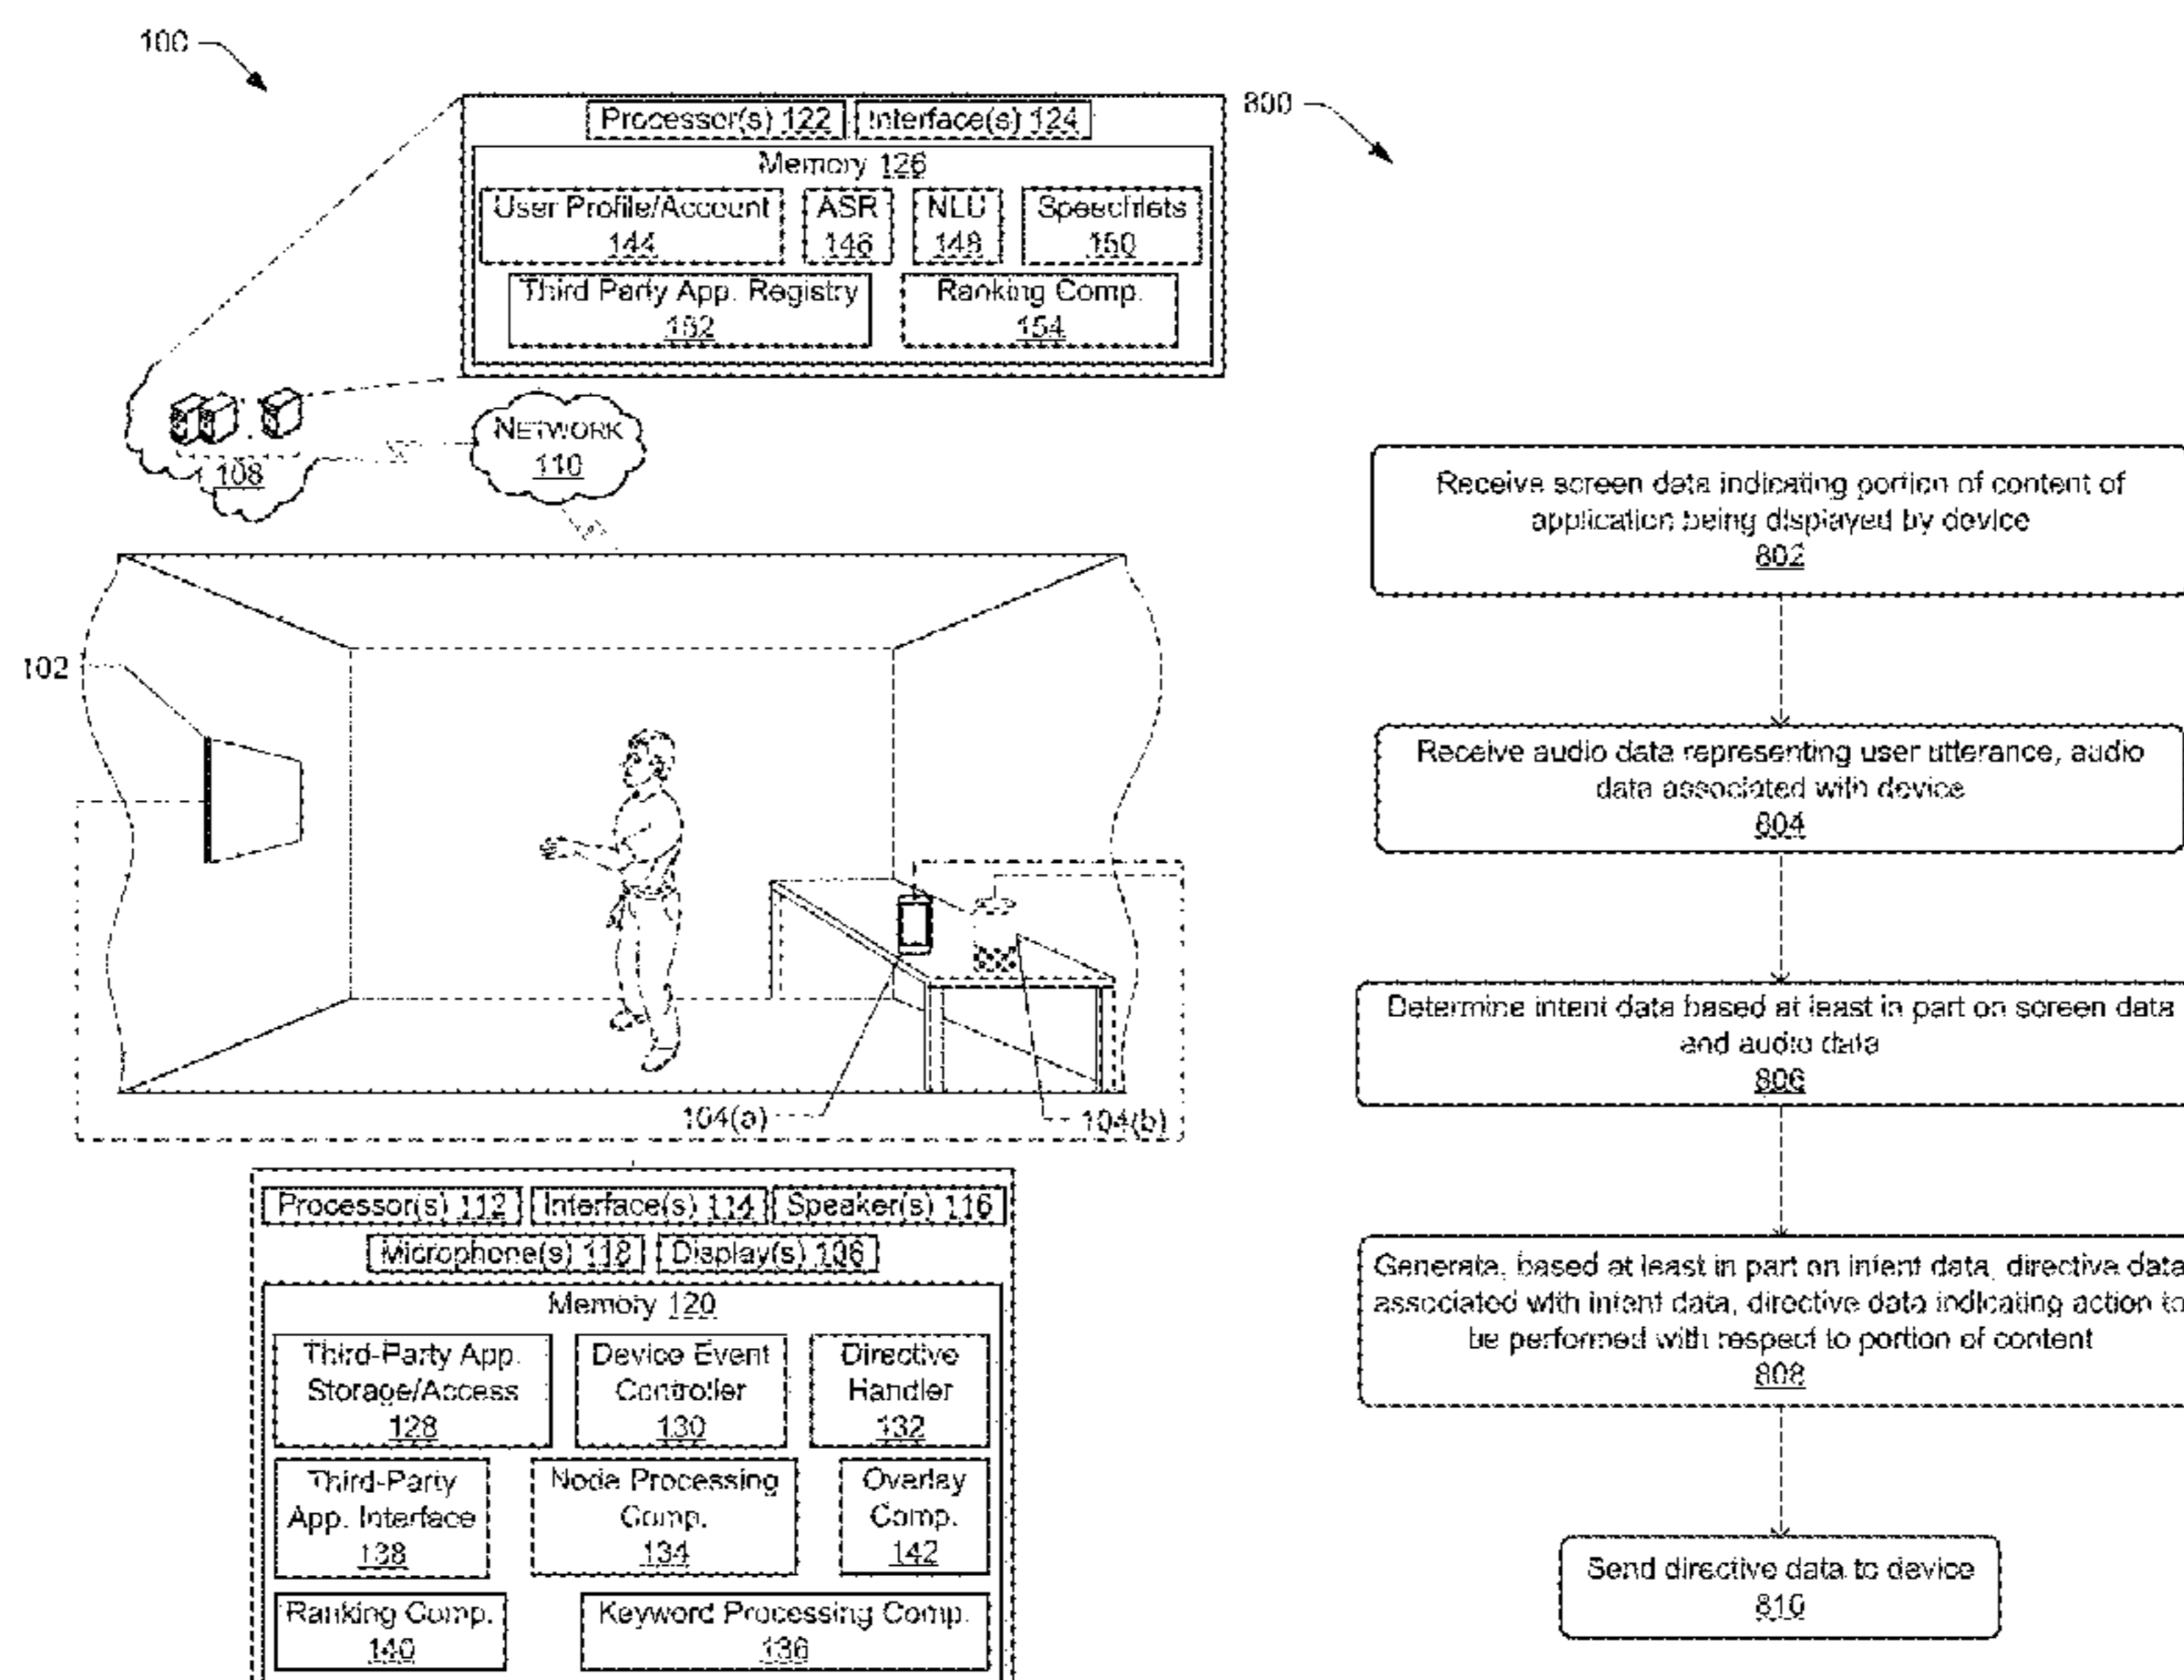 100
Processor(s) 122
Interface(s) 124
Memory 126
User Profile/Account
144
ASR
146
NLU
148
Speechlets
150
Third Party App. Registry
152
Ranking Comp.
154
108
NETWORK
110
102
104(a)
104(b)
Processor(s) 112
Interface(s) 114
Speaker(s) 116
Microphone(s) 118
Display(s) 106
Memory 120
Third-Party App.
Storage/Access
128
Device Event
Controller
130
Directive
Handler
132
Third-Party
App. Interface
138
Node Processing
Comp.
134
Overlay
Comp.
142
Ranking Comp.
140
Keyword Processing Comp.
136
800
Receive screen data indicating portion of content of
application being displayed by device
802
Receive audio data representing user utterance, audio
data associated with device
804
Determine intent data based at least in part on screen data
and audio data
806
Generate, based at least in part on intent data, directive data
associated with intent data, directive data indicating action to
be performed with respect to portion of content
808
Send directive data to device
810